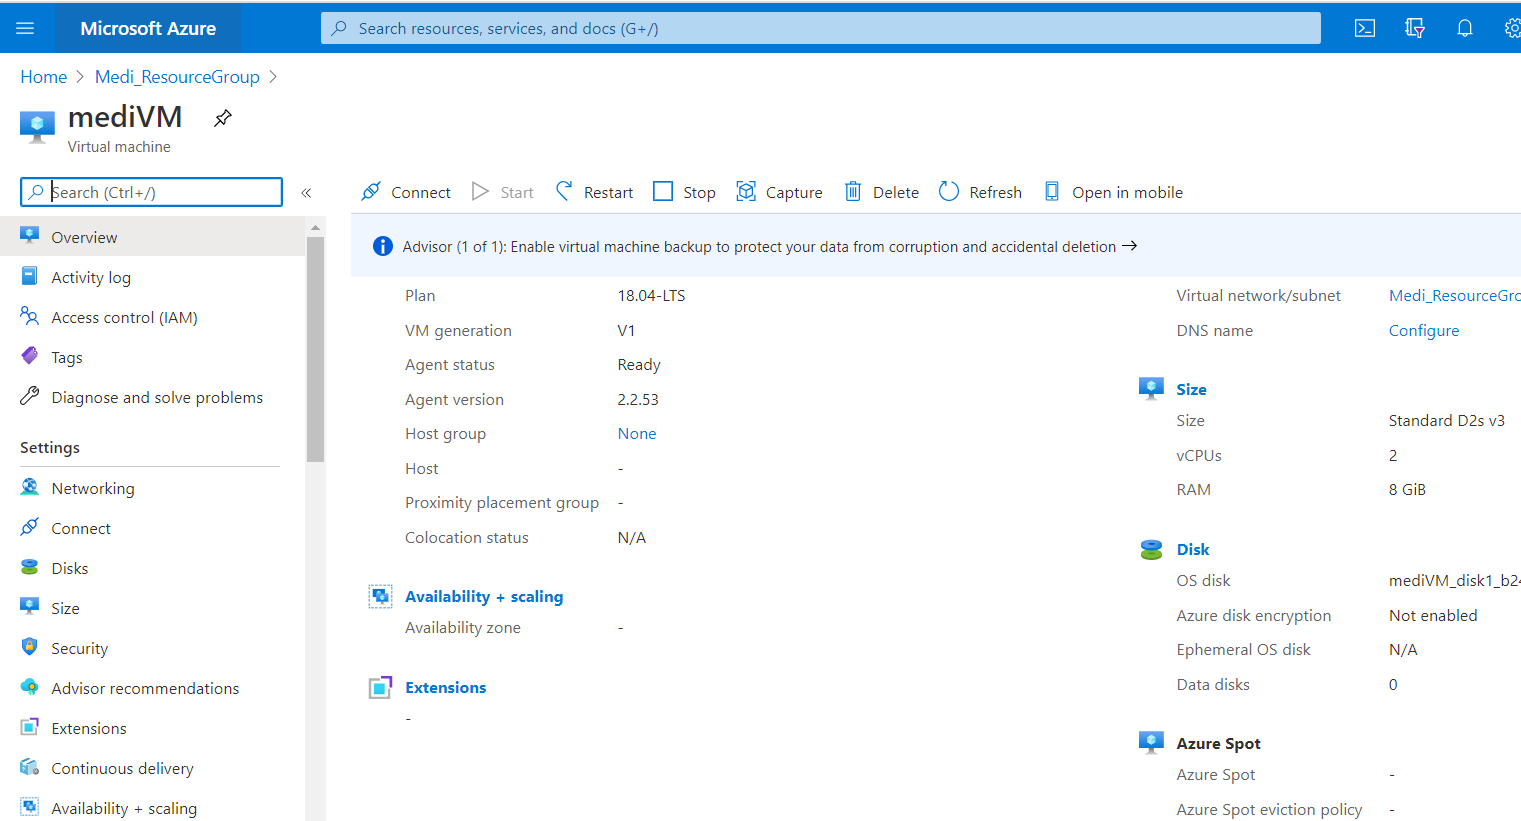 Microsoft Azure
Search resources, services, and docs (G+/)
Home > Medi_ResourceGroup >
mediVM
Virtual machine
Search (Ctrl+/)
«
Connect Start Restart Stop Capture Delete Refresh Open in mobile
Overview
Activity log
Access control (IAM)
Tags
Diagnose and solve problems
Settings
Networking
Connect
Disks
Size
Security
Advisor recommendations
Extensions
Continuous delivery
Availability + scaling
Advisor (1 of 1): Enable virtual machine backup to protect your data from corruption and accidental deletion →
Plan 18.04-LTS
VM generation V1
Agent status Ready
Agent version 2.2.53
Host group None
Host -
Proximity placement group -
Colocation status N/A
Availability + scaling
Availability zone -
Extensions
-
Virtual network/subnet Medi_ResourceGro
DNS name Configure
Size
Size Standard D2s v3
vCPUs 2
RAM 8 GiB
Disk
OS disk mediVM_disk1_b24
Azure disk encryption Not enabled
Ephemeral OS disk N/A
Data disks 0
Azure Spot
Azure Spot -
Azure Spot eviction policy -